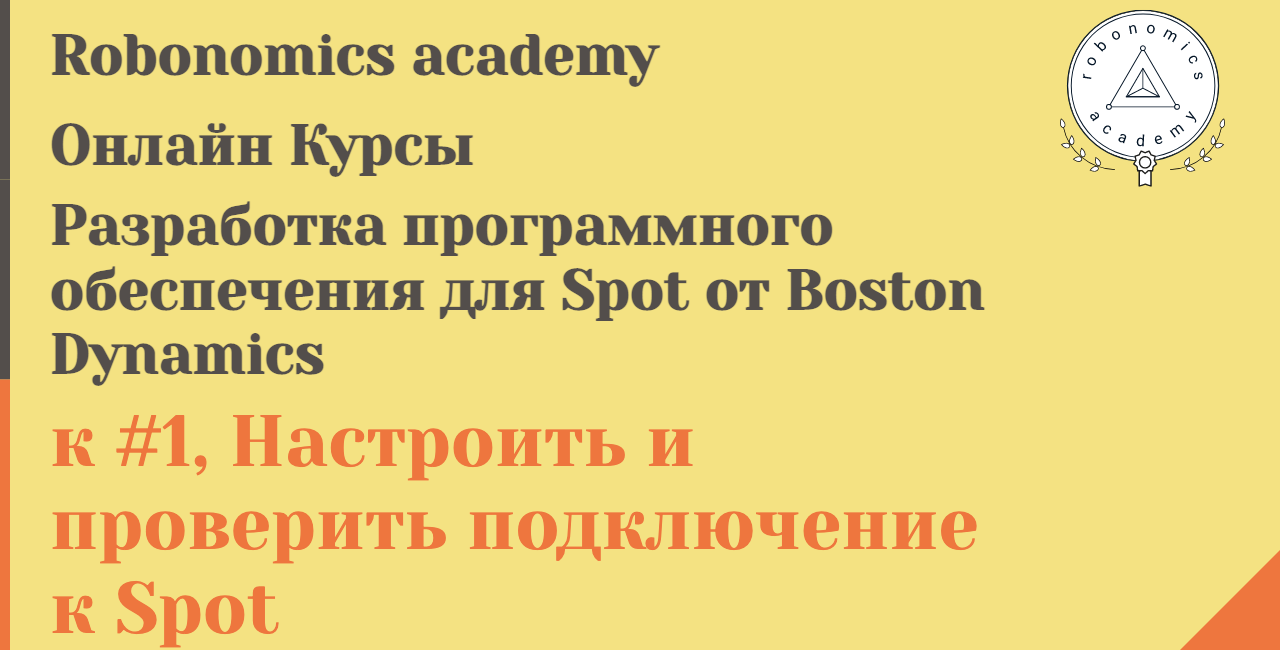 Robonomics academy
Онлайн Курсы
Разработка программного
обеспечения для Spot от Boston
Dynamics
к #1, Настроить и
проверить подключение
к Spot
robonomics
academy